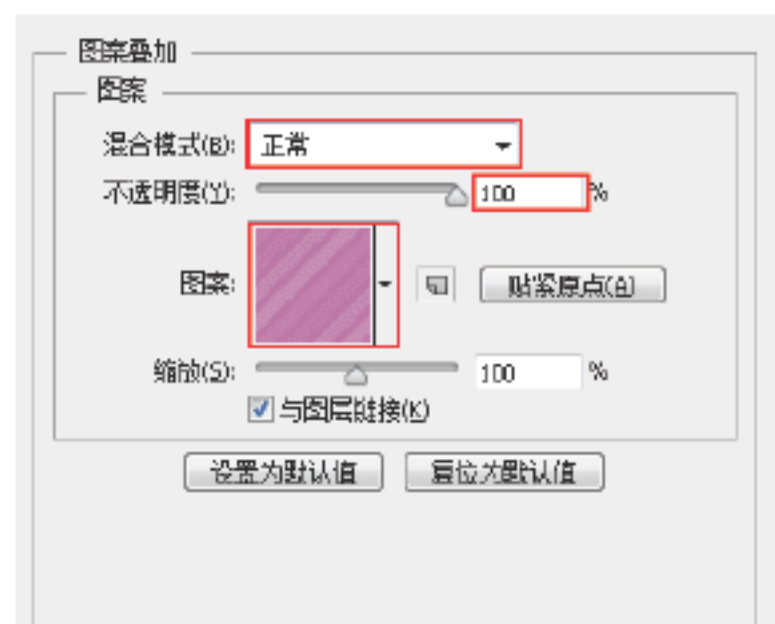 图案叠加
图案
混合模式(B): 正常
不透明度(Y): 100 %
图案: 贴紧原点(A)
缩放(S): 100 %
与图层链接(K)
设置为默认值 复位为默认值